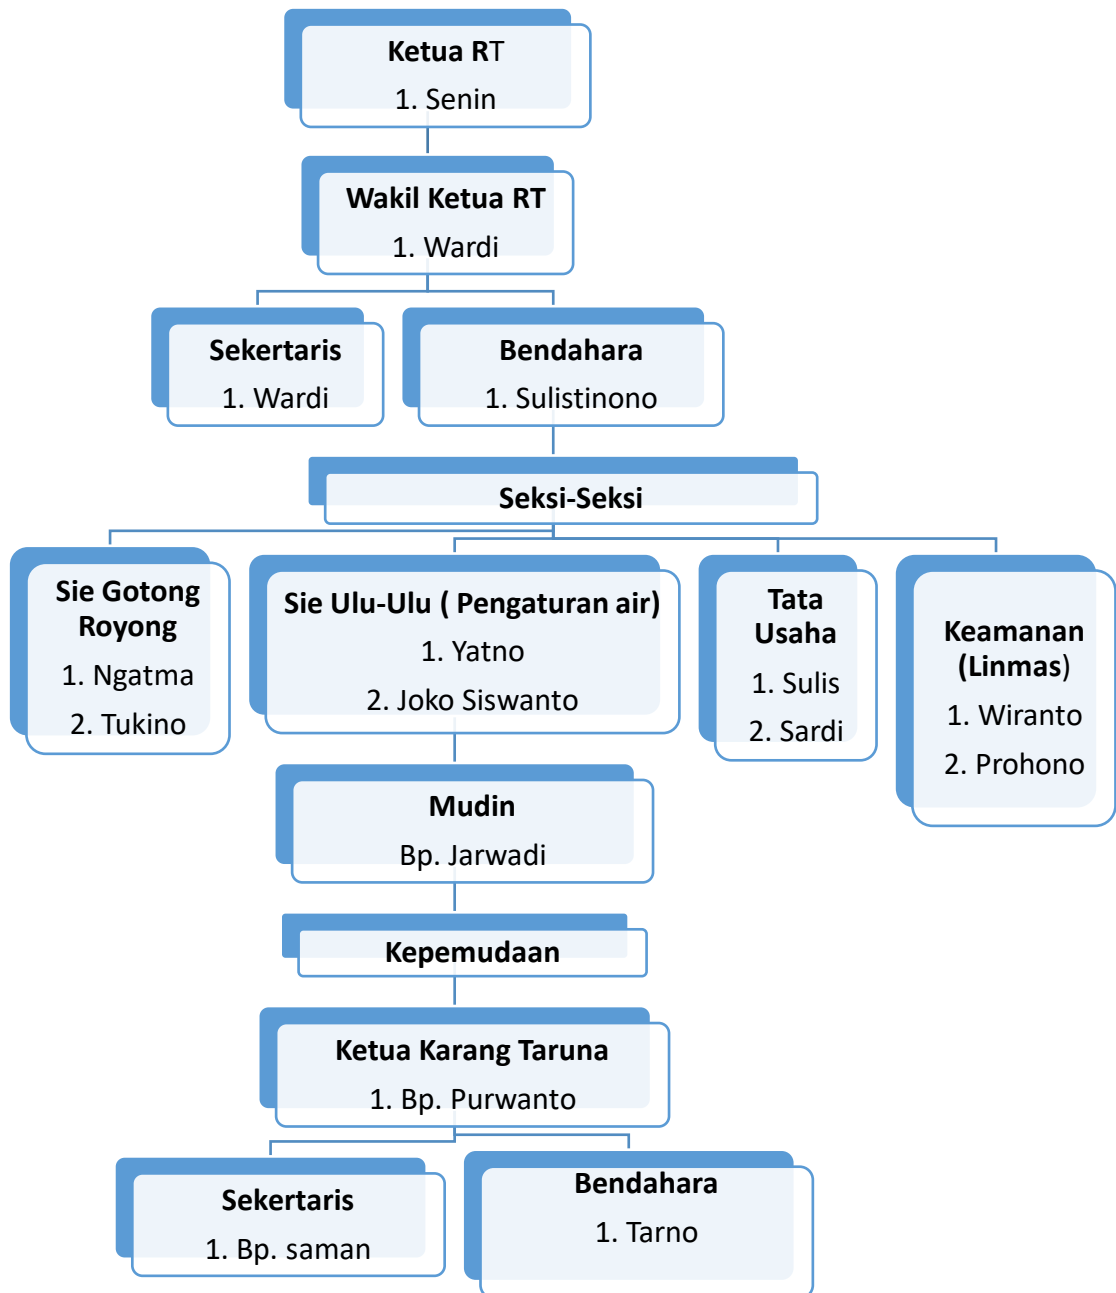 Ketua RT
1. Senin
Wakil Ketua RT
1. Wardi
Sekertaris
1. Wardi
Bendahara
1. Sulistinono
Seksi-Seksi
Sie Gotong
Royong
1. Ngatma
2. Tukino
Sie Ulu-Ulu ( Pengaturan air)
1. Yatno
2. Joko Siswanto
Tata
Usaha
1. Sulis
2. Sardi
Keamanan
(Linmas)
1. Wiranto
2. Prohono
Mudin
Bp. Jarwadi
Kepemudaan
Ketua Karang Taruna
1. Bp. Purwanto
Sekertaris
1. Bp. saman
Bendahara
1. Tarno